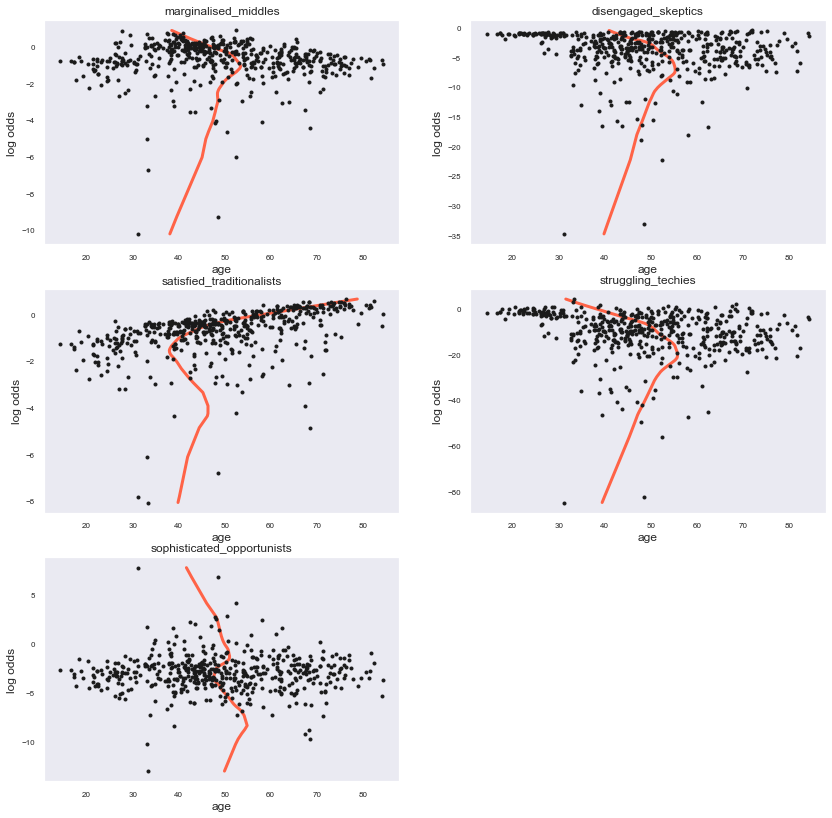 marginalised_middles
0
−2
−4
−6
−8
−10
log odds
20 30 40 50 60 70 80
age
disengaged_skeptics
0
−5
−10
−15
−20
−25
−30
−35
log odds
20 30 40 50 60 70 80
age
satisfied_traditionalists
0
−2
−4
−6
−8
log odds
20 30 40 50 60 70 80
age
struggling_techies
0
−20
−40
−60
−80
log odds
20 30 40 50 60 70 80
age
sophisticated_opportunists
5
0
−5
−10
log odds
20 30 40 50 60 70 80
age